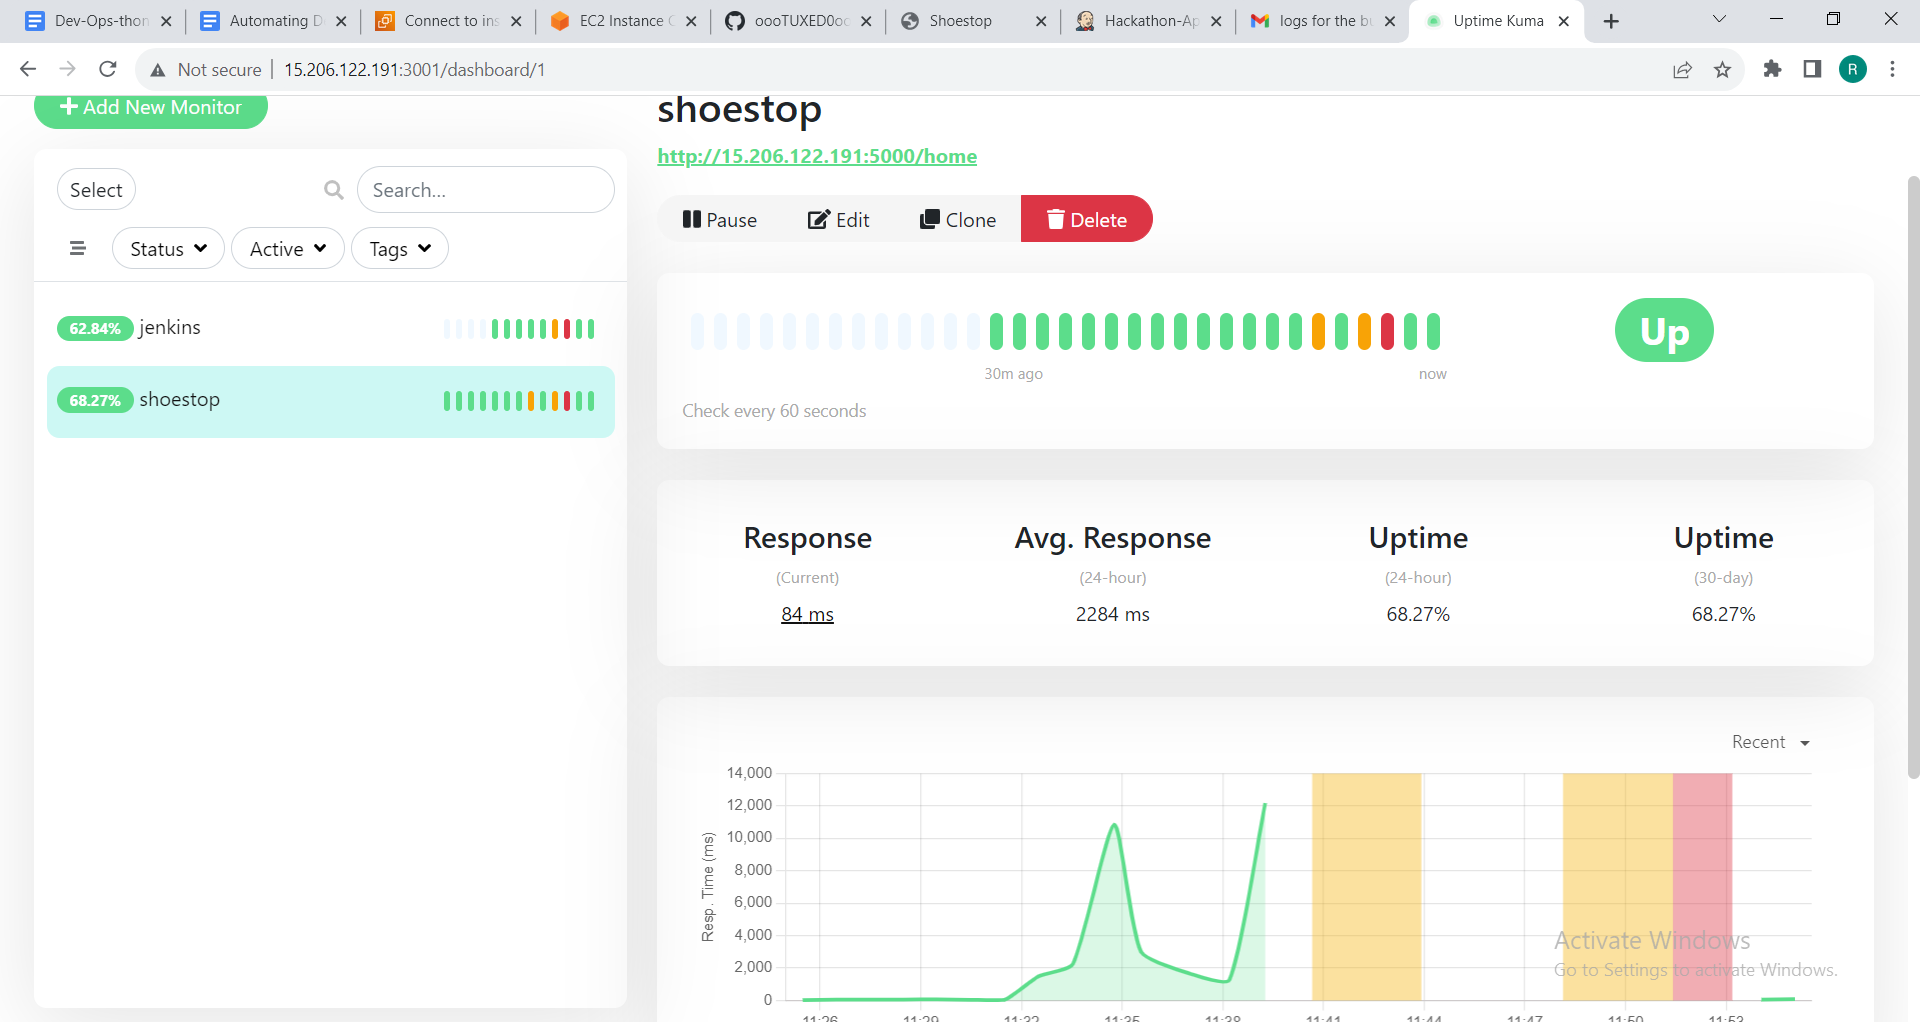 Dev-Ops-thon
Automating D
Connect to ins
EC2 Instance C
oooTUXED0oo
Shoestop
Hackathon-Ap
logs for the bu
Uptime Kuma
Not secure
15.206.122.191:3001/dashboard/1
R
Add New Monitor
Select
Search...
Status
Active
Tags
62.84% jenkins
68.27% shoestop
shoestop
http://15.206.122.191:5000/home
Pause
Edit
Clone
Delete
30m ago
now
Check every 60 seconds
Up
Response
(Current)
84 ms
Avg. Response
(24-hour)
2284 ms
Uptime
(24-hour)
68.27%
Uptime
(30-day)
68.27%
Recent
Resp. Time (ms)
14,000
12,000
10,000
8,000
6,000
4,000
2,000
0
11:26 11:29 11:32 11:35 11:38 11:41 11:44 11:47 11:50 11:53
Activate Windows
Go to Settings to activate Windows.